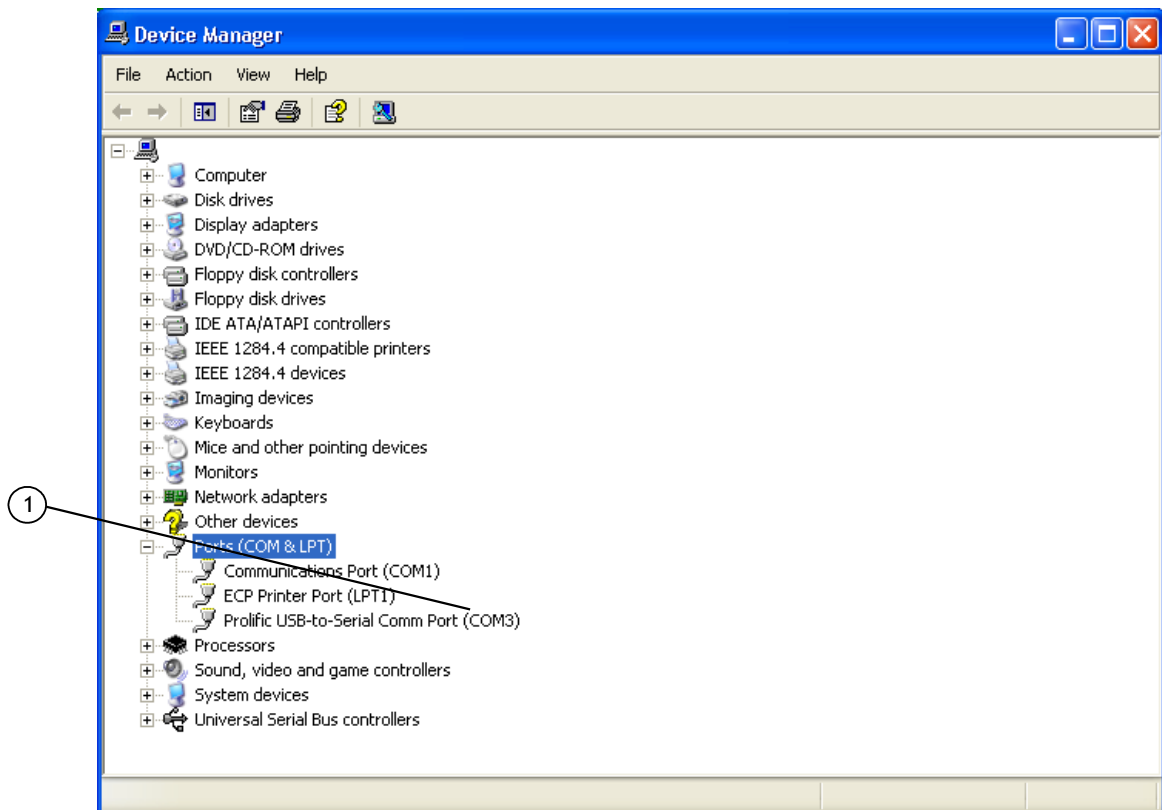 Device Manager
File Action View Help
Computer
Disk drives
Display adapters
DVD/CD-ROM drives
Floppy disk controllers
Floppy disk drives
IDE ATA/ATAPI controllers
IEEE 1284.4 compatible printers
IEEE 1284.4 devices
Imaging devices
Keyboards
Mice and other pointing devices
Monitors
Network adapters
1
Other devices
Ports (COM & LPT)
Communications Port (COM1)
ECP Printer Port (LPT1)
Prolific USB-to-Serial Comm Port (COM3)
Processors
Sound, video and game controllers
System devices
Universal Serial Bus controllers